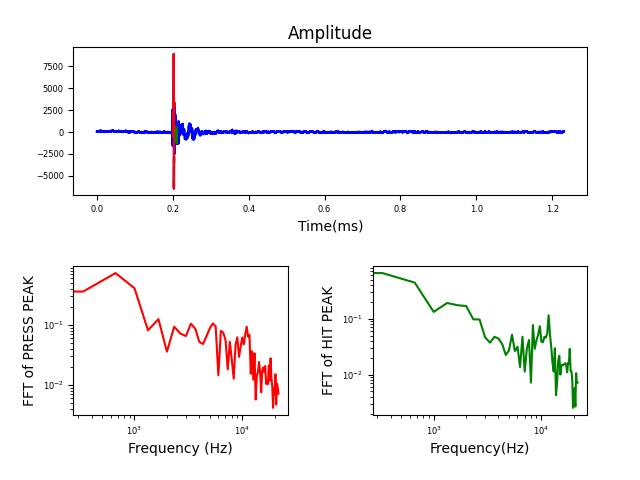 Amplitude
7500
5000
2500
0
−2500
−5000
0.0 0.2 0.4 0.6 0.8 1.0 1.2
Time(ms)
FFT of PRESS PEAK
10⁻¹
10⁻²
10³ 10⁴
Frequency (Hz)
FFT of HIT PEAK
10⁻¹
10⁻²
10³ 10⁴
Frequency(Hz)